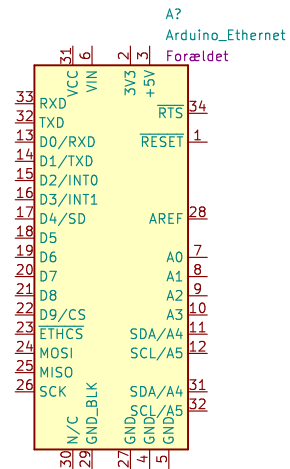 A?
Arduino_Ethernet
Forældet
31 6 2 3
VCC VIN 3V3 +5V
33 RXD RTS 34
32 TXD
13 D0/RXD RESET 1
14 D1/TXD
15 D2/INT0
16 D3/INT1
17 D4/SD AREF 28
18 D5
19 D6 A0 7
20 D7 A1 8
21 D8 A2 9
22 D9/CS A3 10
23 ETHCS SDA/A4 11
24 MOSI SCL/A5 12
25 MISO
26 SCK SDA/A4 31
SCL/A5 32
N/C GND_BLK GND GND GND
30 29 27 4 5